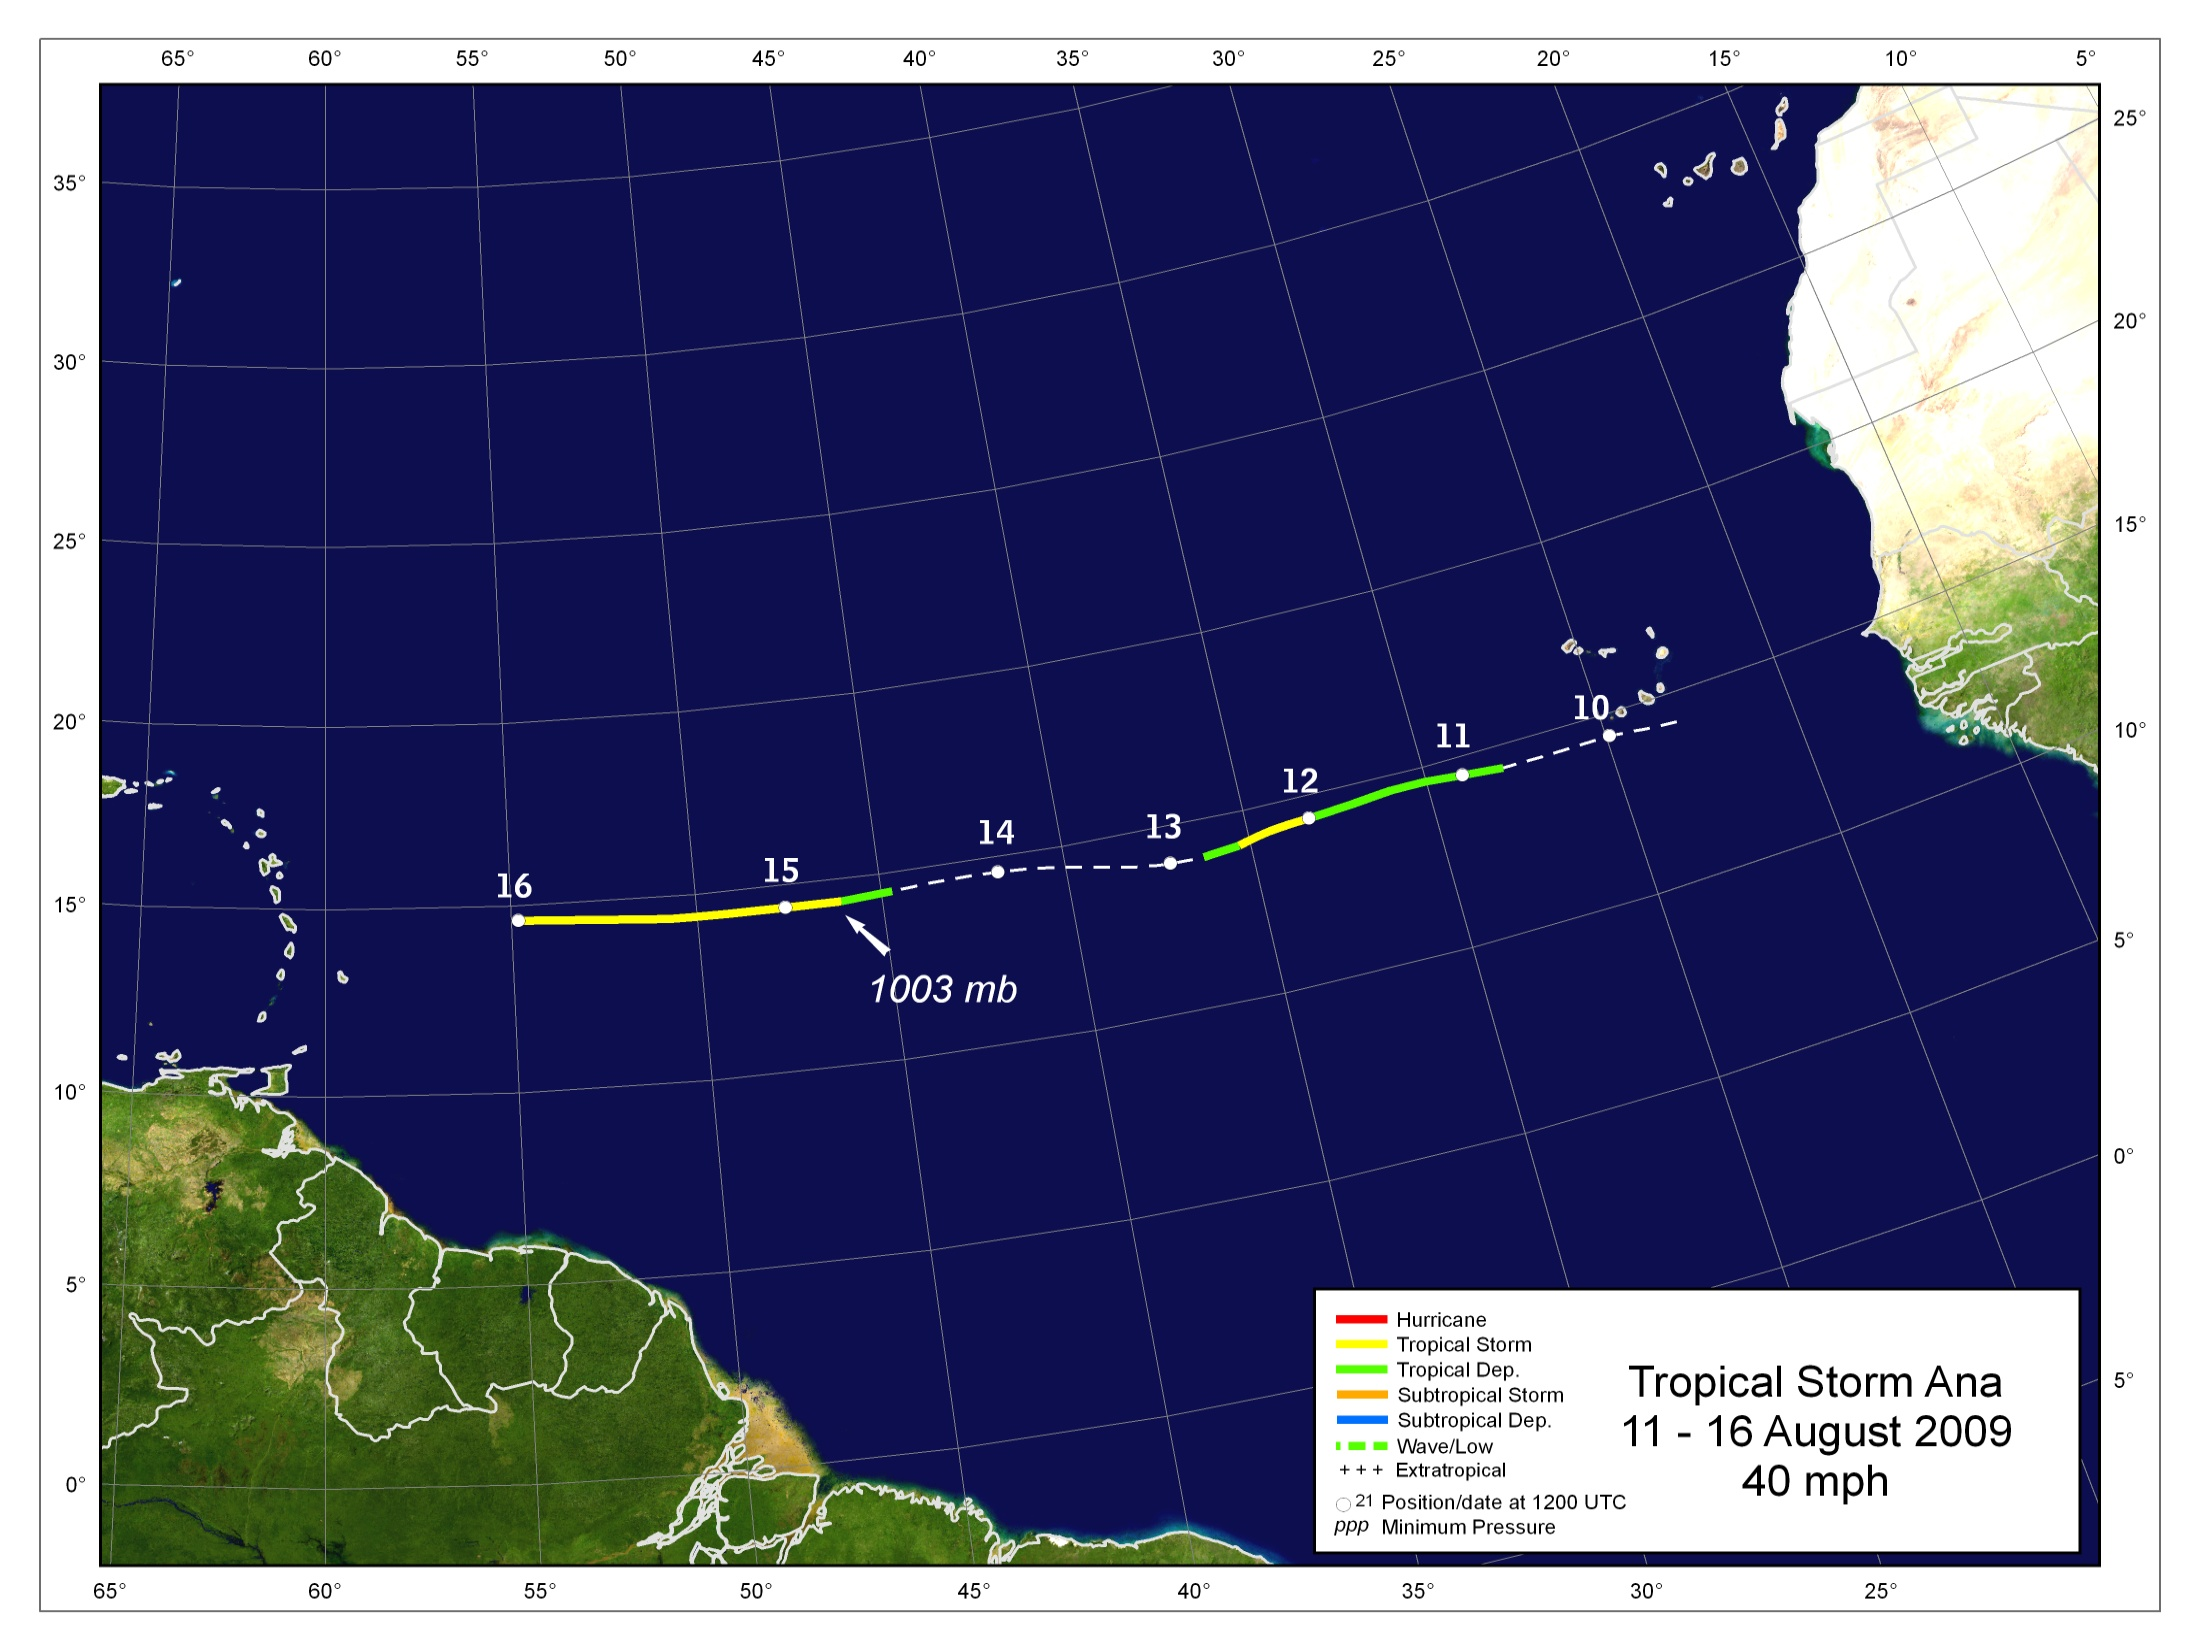 65° 60° 55° 50° 45° 40° 35° 30° 25° 20° 15° 10° 5°
25°
35°
20°
30°
15°
25°
10
10°
20°
11
12
13
14
15
16
15°
5°
1003 mb
10°
0°
5°
Hurricane
Tropical Storm
Tropical Dep.
Subtropical Storm
Subtropical Dep.
Wave/Low
+ + + Extratropical
21 Position/date at 1200 UTC
ppp Minimum Pressure
Tropical Storm Ana
11 - 16 August 2009
40 mph
5°
0°
65° 60° 55° 50° 45° 40° 35° 30° 25°